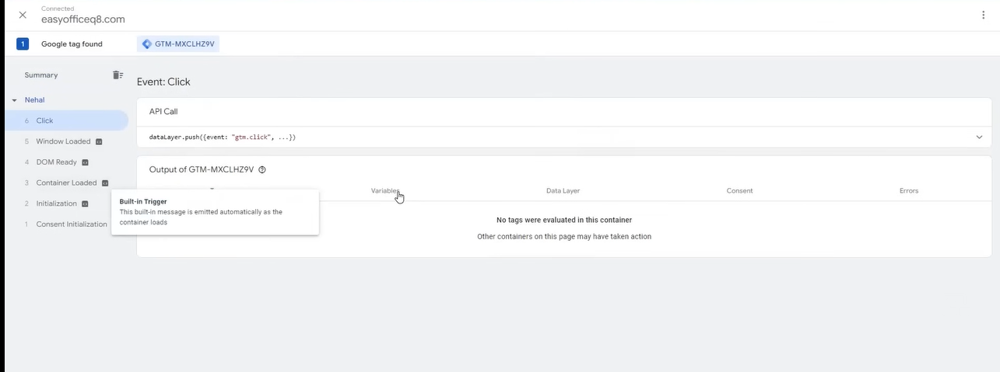 Connected
easyofficeq8.com
1 Google tag found GTM-MXCLHZ9V
Summary
Nehal
6 Click
5 Window Loaded
4 DOM Ready
3 Container Loaded
2 Initialization
1 Consent Initialization
Event: Click
API Call
dataLayer.push({event: "gtm.click", ...})
Output of GTM-MXCLHZ9V
Variables Data Layer Consent Errors
Built-in Trigger
This built-in message is emitted automatically as the
container loads
No tags were evaluated in this container
Other containers on this page may have taken action